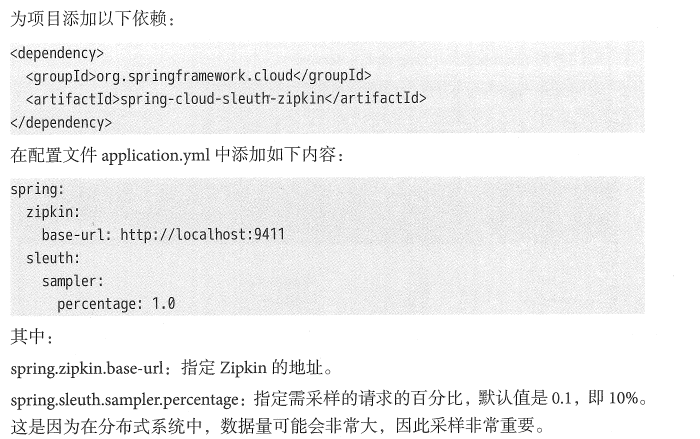 为项目添加以下依赖：
<dependency>
  <groupId>org.springframework.cloud</groupId>
  <artifactId>spring-cloud-sleuth-zipkin</artifactId>
</dependency>
在配置文件 application.yml 中添加如下内容：
spring:
  zipkin:
    base-url: http://localhost:9411
  sleuth:
    sampler:
      percentage: 1.0
其中：
spring.zipkin.base-url：指定 Zipkin 的地址。
spring.sleuth.sampler.percentage：指定需采样的请求的百分比，默认值是 0.1，即 10%。
这是因为在分布式系统中，数据量可能会非常大，因此采样非常重要。